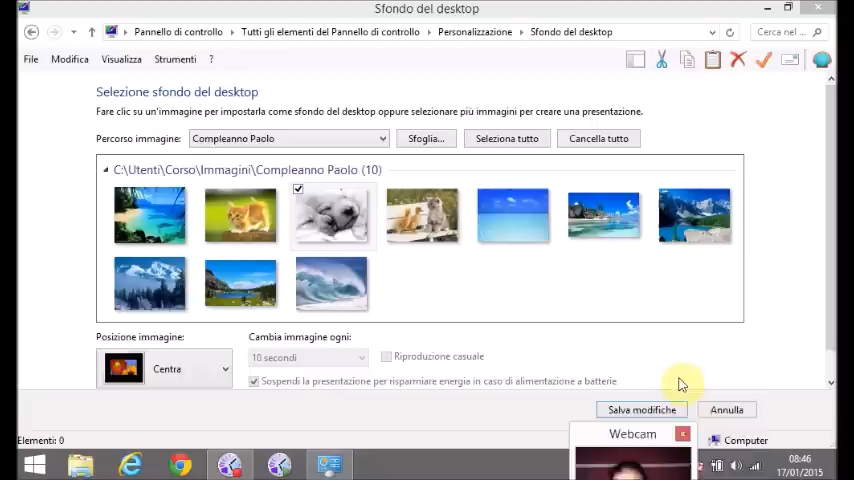 Sfondo del desktop
Pannello di controllo Tutti gli elementi del Pannello di controllo Personalizzazione Sfondo del desktop Cerca nel ...
File Modifica Visualizza Strumenti ?
Selezione sfondo del desktop
Fare clic su un'immagine per impostarla come sfondo del desktop oppure selezionare più immagini per creare una presentazione.
Percorso immagine: Compleanno Paolo Sfoglia... Seleziona tutto Cancella tutto
C:\Utenti\Corso\Immagini\Compleanno Paolo (10)
Posizione immagine: Cambia immagine ogni:
Centra 10 secondi Riproduzione casuale
Sospendi la presentazione per risparmiare energia in caso di alimentazione a batterie
Salva modifiche Annulla
Elementi: 0 Webcam Computer
08:46
17/01/2015